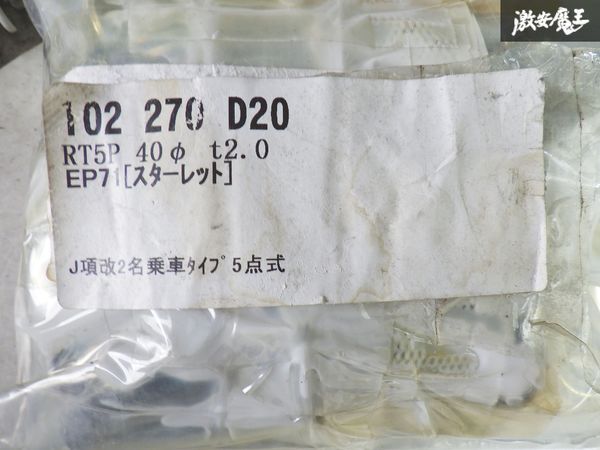 激安魔王
102 270 D20
RT5P 40φ t2.0
EP71[スターレット]
J項改2名乗車ﾀｲﾌﾟ5点式